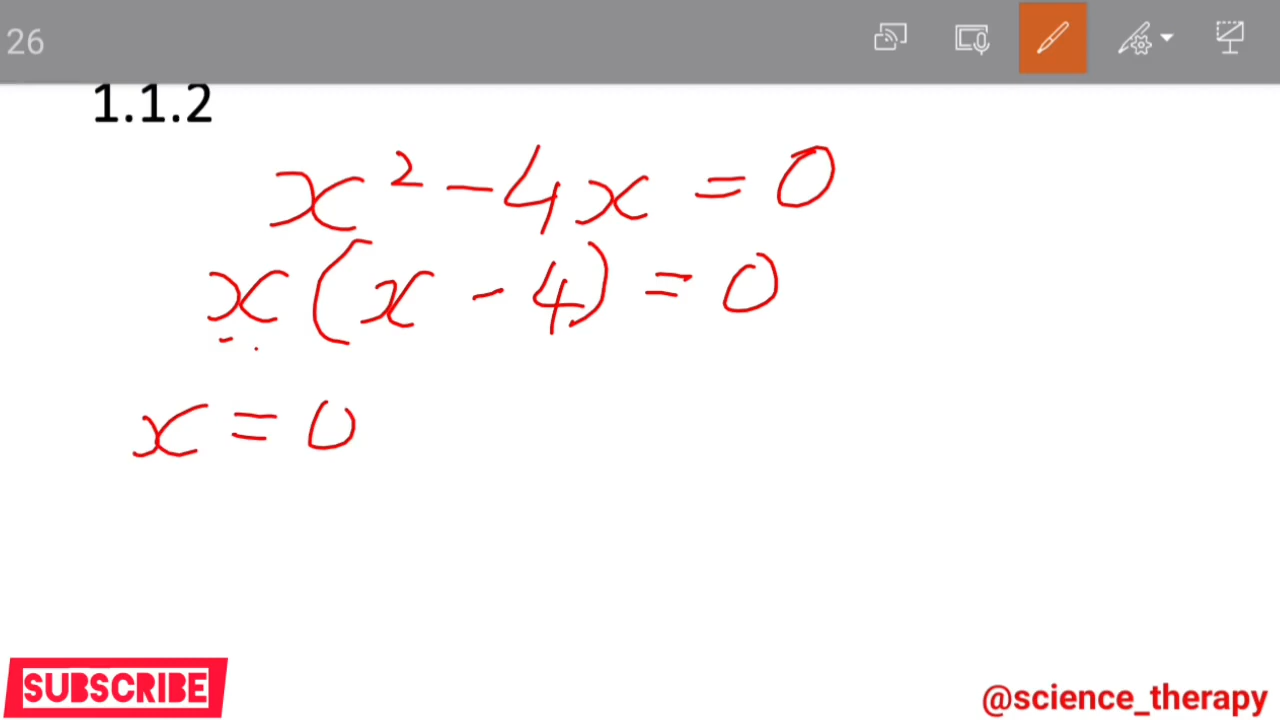 26
1.1.2
x² - 4x = 0
x(x - 4) = 0
x = 0
SUBSCRIBE
@science_therapy